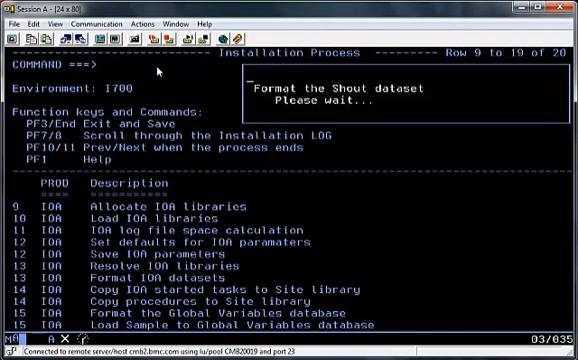 Session A - [24 x 80]
File Edit View Communication Actions Window Help
Installation Process Row 9 to 19 of 20
COMMAND ===>
Format the Shout dataset
Please wait...
Environment: I700
Function keys and Commands:
PF3/End Exit and Save
PF7/8 Scroll through the Installation LOG
PF10/11 Prev/Next when the process ends
PF1 Help
PROD Description
9 IOA Allocate IOA libraries
10 IOA Load IOA libraries
11 IOA IOA log file space calculation
12 IOA Set defaults for IOA paramaters
12 IOA Save IOA parameters
13 IOA Resolve IOA libraries
13 IOA Format IOA datasets
14 IOA Copy IOA started tasks to Site library
14 IOA Copy procedures to Site library
15 IOA Format the Global Variables database
15 IOA Load Sample to Global Variables database
MA A X 03/035
Connected to remote server/host cmb2.bmc.com using lu/pool CMB20019 and port 23